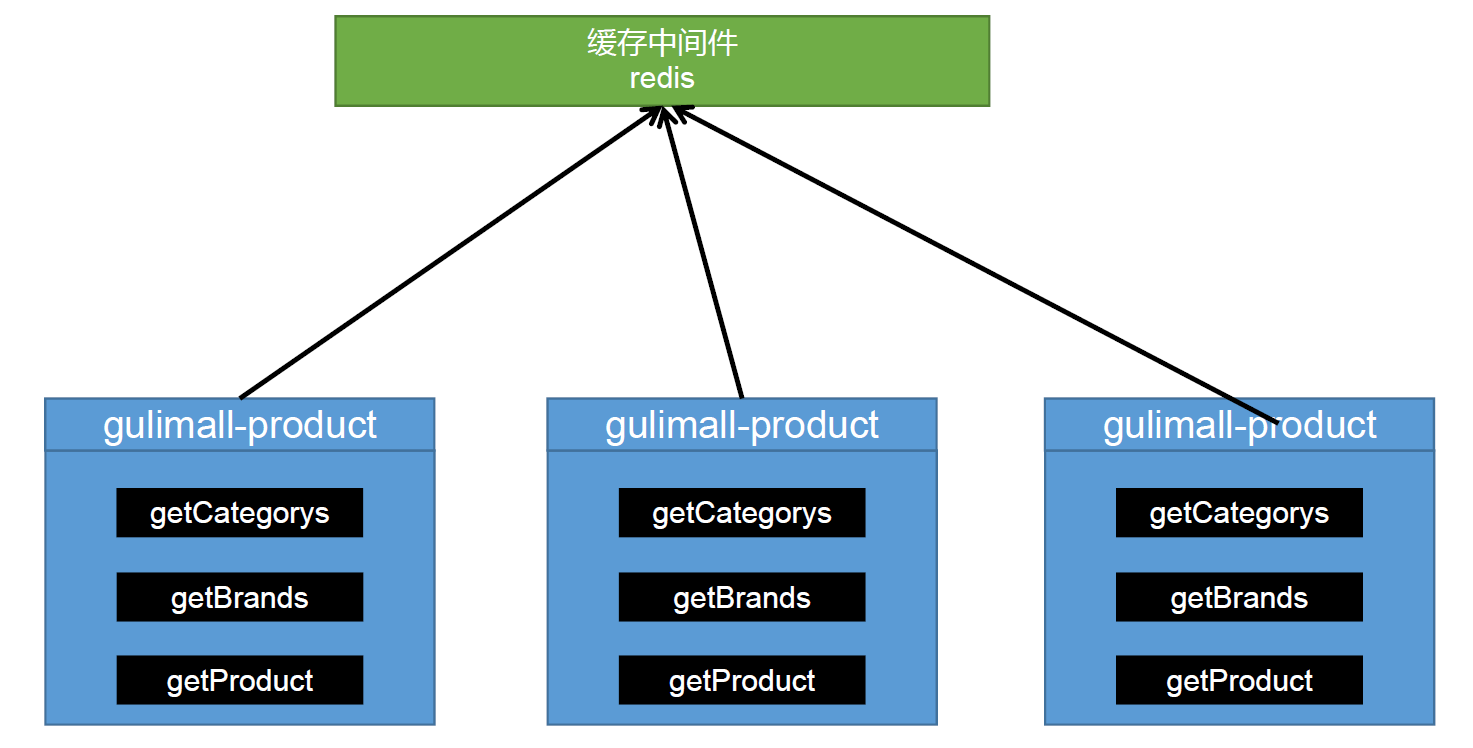 缓存中间件
redis
gulimall-product
getCategorys
getBrands
getProduct
gulimall-product
getCategorys
getBrands
getProduct
gulimall-product
getCategorys
getBrands
getProduct